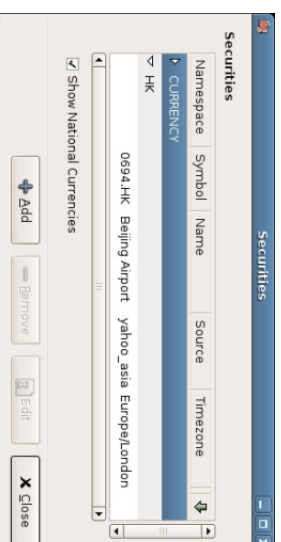 Securities
Securities
Namespace Symbol Name Source Timezone
CURRENCY
HK
0694.HK Beijing Airport yahoo_asia Europe/London
Show National Currencies
Add Remove Edit Close